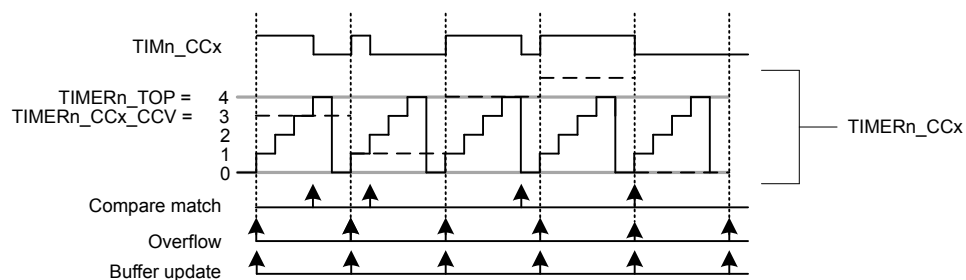 TIMn_CCx
TIMERn_TOP = 4
TIMERn_CCx_CCV = 3
2
1
0
TIMERn_CCx
Compare match
Overflow
Buffer update